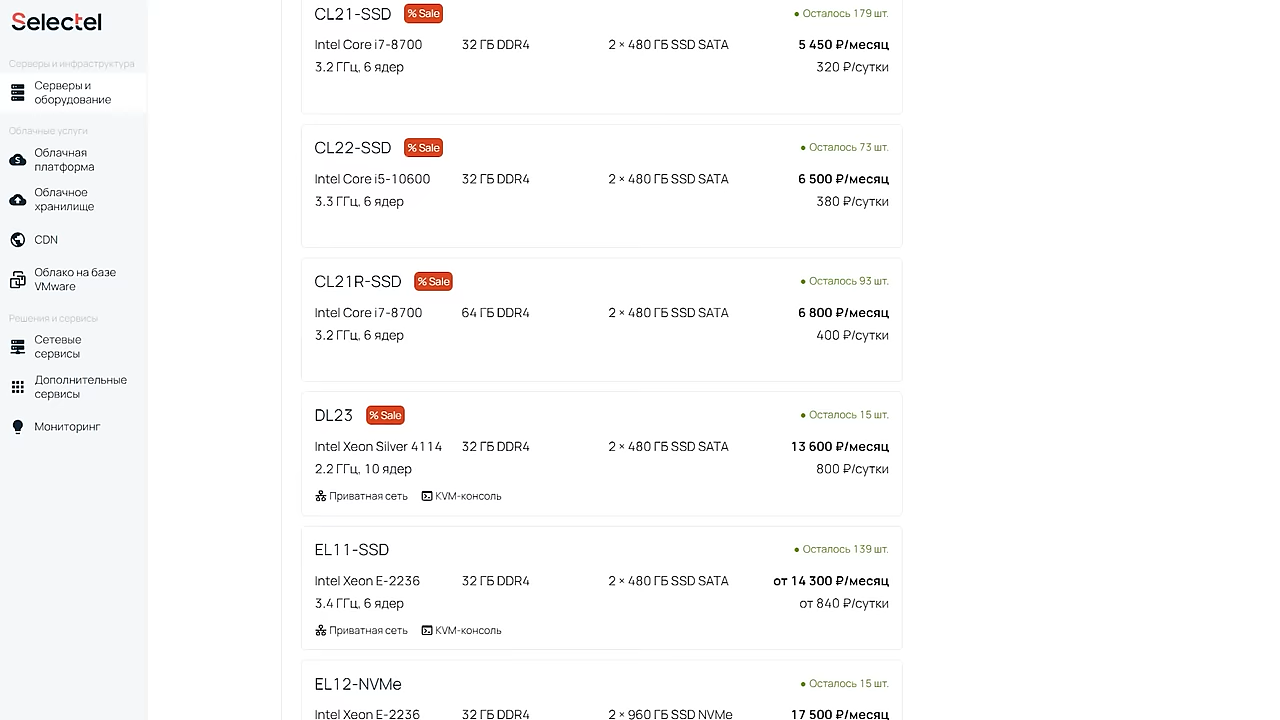 Selectel
Серверы и инфраструктура
Серверы и
оборудование
Облачные услуги
Облачная
платформа
Облачное
хранилище
CDN
Облако на базе
VMware
Решения и сервисы
Сетевые
сервисы
Дополнительные
сервисы
Мониторинг
CL21-SSD % Sale Осталось 179 шт.
Intel Core i7-8700 32 ГБ DDR4 2 × 480 ГБ SSD SATA 5 450 ₽/месяц
3.2 ГГц, 6 ядер 320 ₽/сутки
CL22-SSD % Sale Осталось 73 шт.
Intel Core i5-10600 32 ГБ DDR4 2 × 480 ГБ SSD SATA 6 500 ₽/месяц
3.3 ГГц, 6 ядер 380 ₽/сутки
CL21R-SSD % Sale Осталось 93 шт.
Intel Core i7-8700 64 ГБ DDR4 2 × 480 ГБ SSD SATA 6 800 ₽/месяц
3.2 ГГц, 6 ядер 400 ₽/сутки
DL23 % Sale Осталось 15 шт.
Intel Xeon Silver 4114 32 ГБ DDR4 2 × 480 ГБ SSD SATA 13 600 ₽/месяц
2.2 ГГц, 10 ядер 800 ₽/сутки
Приватная сеть KVM-консоль
EL11-SSD Осталось 139 шт.
Intel Xeon E-2236 32 ГБ DDR4 2 × 480 ГБ SSD SATA от 14 300 ₽/месяц
3.4 ГГц, 6 ядер от 840 ₽/сутки
Приватная сеть KVM-консоль
EL12-NVMe Осталось 15 шт.
Intel Xeon E-2236 32 ГБ DDR4 2 × 960 ГБ SSD NVMe 17 500 ₽/месяц